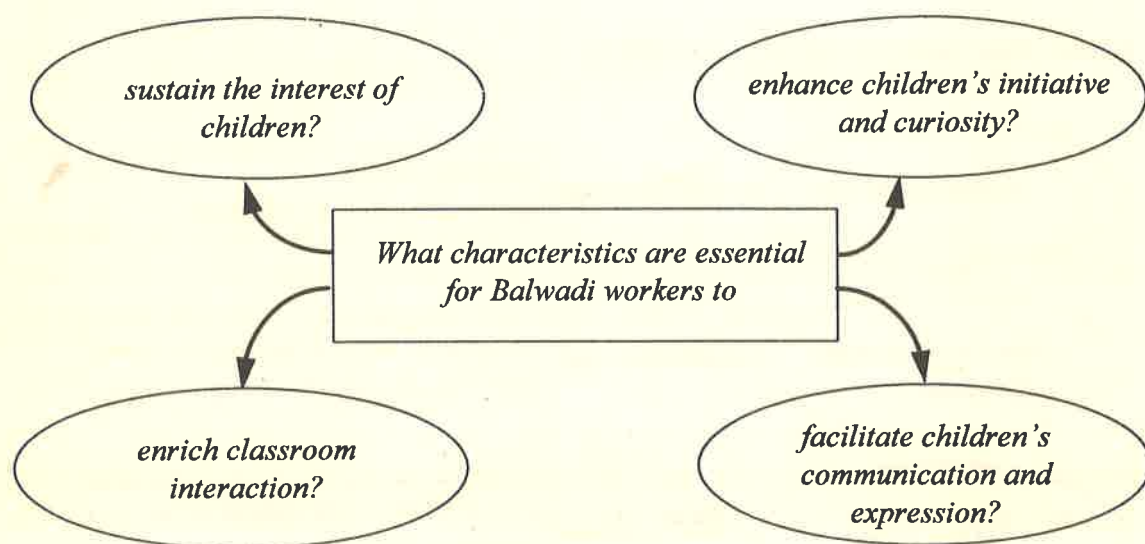 sustain the interest of
children?
enhance children's initiative
and curiosity?
What characteristics are essential
for Balwadi workers to
enrich classroom
interaction?
facilitate children's
communication and
expression?